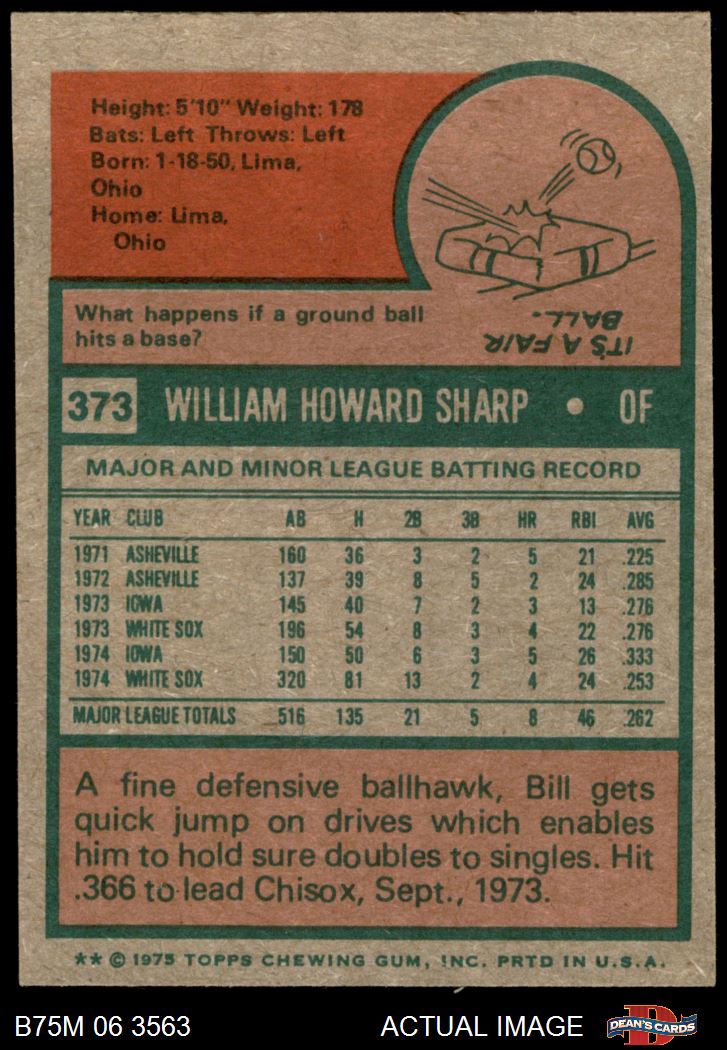 Height: 5'10" Weight: 178
Bats: Left Throws: Left
Born: 1-18-50, Lima,
Ohio
Home: Lima,
Ohio
What happens if a ground ball
hits a base?
IT'S A FAIR
BALL.
373 WILLIAM HOWARD SHARP • OF
MAJOR AND MINOR LEAGUE BATTING RECORD
YEAR CLUB AB H 2B 3B HR RBI AVG
1971 ASHEVILLE 160 36 3 2 5 21 .225
1972 ASHEVILLE 137 39 8 5 2 24 .285
1973 IOWA 145 40 7 2 3 13 .276
1973 WHITE SOX 196 54 8 3 4 22 .276
1974 IOWA 150 50 6 3 5 26 .333
1974 WHITE SOX 320 81 13 2 4 24 .253
MAJOR LEAGUE TOTALS 516 135 21 5 8 46 .262
A fine defensive ballhawk, Bill gets
quick jump on drives which enables
him to hold sure doubles to singles. Hit
.366 to lead Chisox, Sept., 1973.
** © 1975 TOPPS CHEWING GUM, INC. PRTD IN U.S.A.
B75M 06 3563 ACTUAL IMAGE DEAN'S CARDS